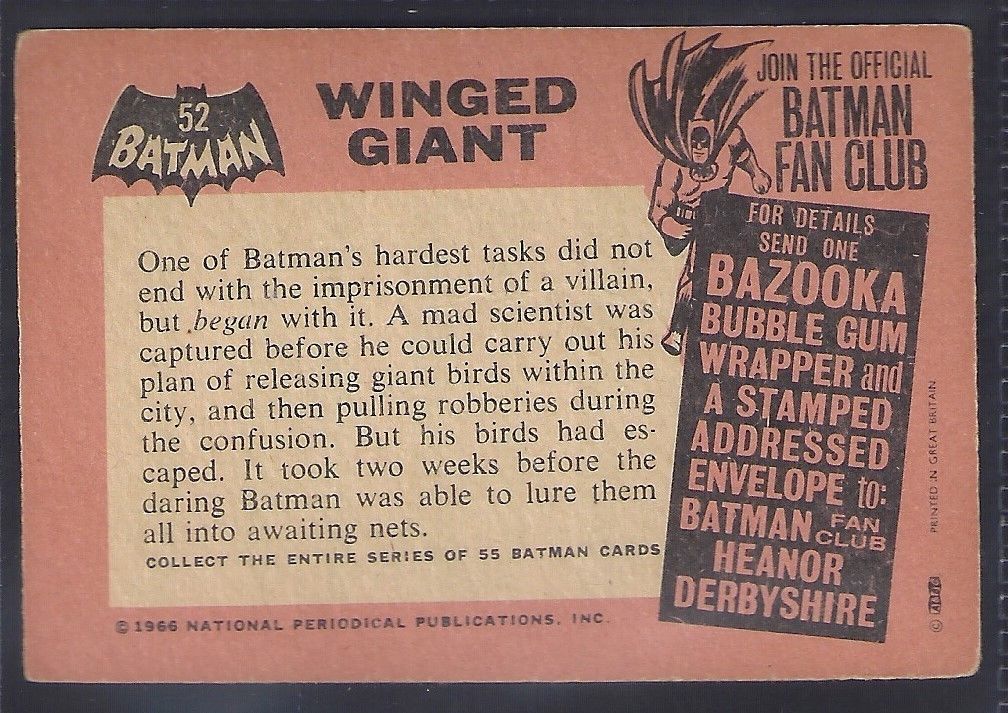 52
BATMAN
WINGED
GIANT
One of Batman's hardest tasks did not
end with the imprisonment of a villain,
but began with it. A mad scientist was
captured before he could carry out his
plan of releasing giant birds within the
city, and then pulling robberies during
the confusion. But his birds had es-
caped. It took two weeks before the
daring Batman was able to lure them
all into awaiting nets.
COLLECT THE ENTIRE SERIES OF 55 BATMAN CARDS
© 1966 NATIONAL PERIODICAL PUBLICATIONS, INC.
JOIN THE OFFICIAL
BATMAN
FAN CLUB
FOR DETAILS
SEND ONE
BAZOOKA
BUBBLE GUM
WRAPPER and
A STAMPED
ADDRESSED
ENVELOPE to:
BATMAN FAN CLUB
HEANOR
DERBYSHIRE
PRINTED IN GREAT BRITAIN
©